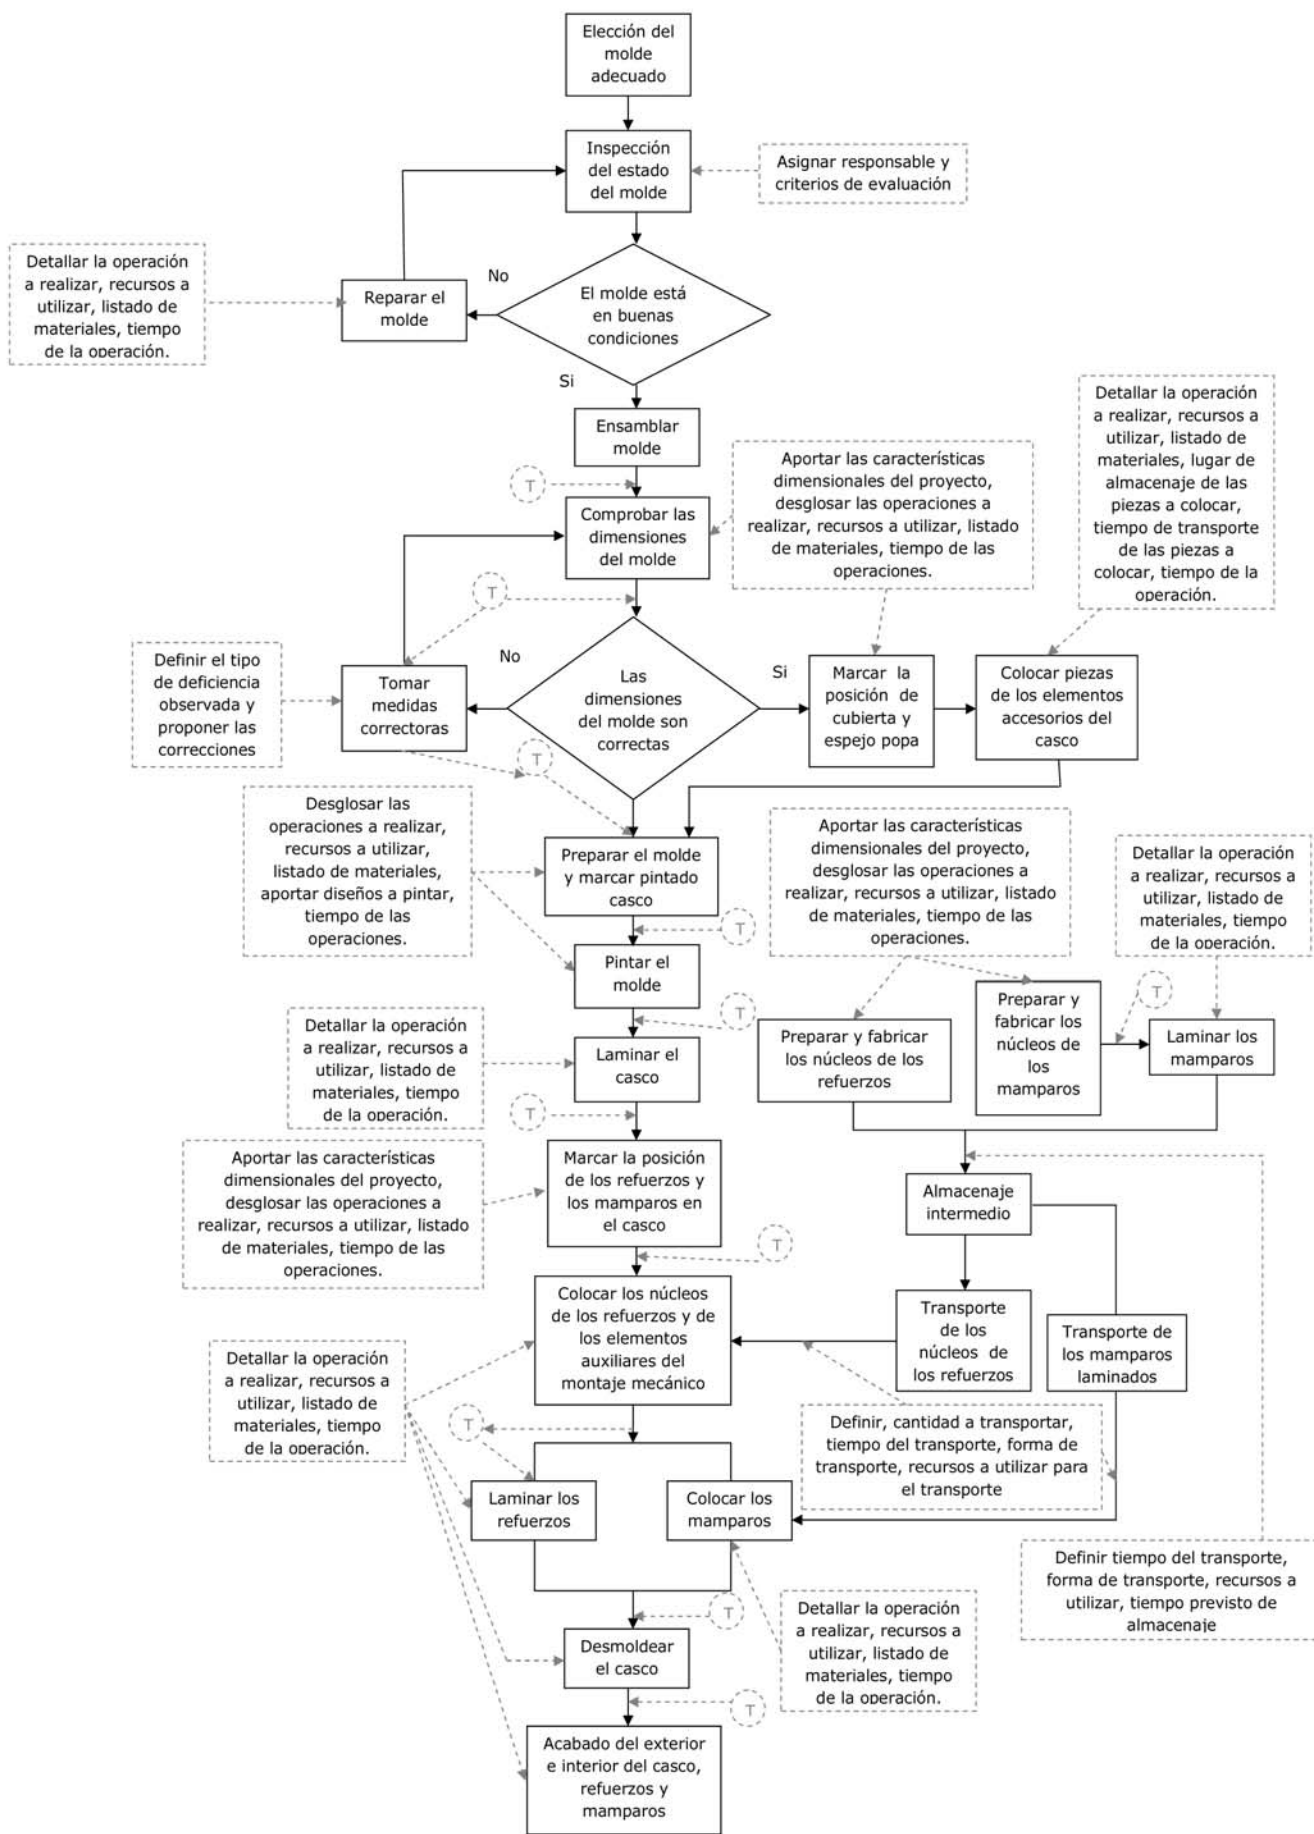 Elección del
molde
adecuado
Inspección
del estado
del molde
Asignar responsable y
criterios de evaluación
Detallar la operación
a realizar, recursos a
utilizar, listado de
materiales, tiempo
de la operación.
Reparar el
molde
No
El molde está
en buenas
condiciones
Si
Ensamblar
molde
T
Comprobar las
dimensiones
del molde
Aportar las características
dimensionales del proyecto,
desglosar las operaciones a
realizar, recursos a utilizar, listado
de materiales, tiempo de las
operaciones.
Detallar la operación
a realizar, recursos a
utilizar, listado de
materiales, lugar de
almacenaje de las
piezas a colocar,
tiempo de transporte
de las piezas a
colocar, tiempo de la
operación.
T
Definir el tipo
de deficiencia
observada y
proponer las
correcciones
Tomar
medidas
correctoras
No
Las
dimensiones
del molde son
correctas
Si
Marcar la
posición de
cubierta y
espejo popa
Colocar piezas
de los elementos
accesorios del
casco
T
Desglosar las
operaciones a realizar,
recursos a utilizar,
listado de materiales,
aportar diseños a pintar,
tiempo de las
operaciones.
Preparar el molde
y marcar pintado
casco
Aportar las características
dimensionales del proyecto,
desglosar las operaciones a
realizar, recursos a utilizar, listado
de materiales, tiempo de las
operaciones.
Detallar la operación
a realizar, recursos a
utilizar, listado de
materiales, tiempo
de la operación.
T
Pintar el
molde
T
Detallar la operación
a realizar, recursos a
utilizar, listado de
materiales, tiempo
de la operación.
Laminar el
casco
Preparar y fabricar
los núcleos de los
refuerzos
Preparar y
fabricar los
núcleos de
los
mamparos
T
Laminar los
mamparos
T
Aportar las características
dimensionales del proyecto,
desglosar las operaciones a
realizar, recursos a utilizar, listado
de materiales, tiempo de las
operaciones.
Marcar la posición
de los refuerzos y
los mamparos en
el casco
Almacenaje
intermedio
T
Colocar los núcleos
de los refuerzos y de
los elementos
auxiliares del
montaje mecánico
Transporte
de los
núcleos de
los refuerzos
Transporte de
los mamparos
laminados
Detallar la operación
a realizar, recursos a
utilizar, listado de
materiales, tiempo
de la operación.
T
Definir, cantidad a transportar,
tiempo del transporte, forma de
transporte, recursos a utilizar para
el transporte
Laminar los
refuerzos
Colocar los
mamparos
Definir tiempo del transporte,
forma de transporte, recursos a
utilizar, tiempo previsto de
almacenaje
T
Detallar la operación
a realizar, recursos a
utilizar, listado de
materiales, tiempo
de la operación.
Desmoldear
el casco
T
Acabado del exterior
e interior del casco,
refuerzos y
mamparos